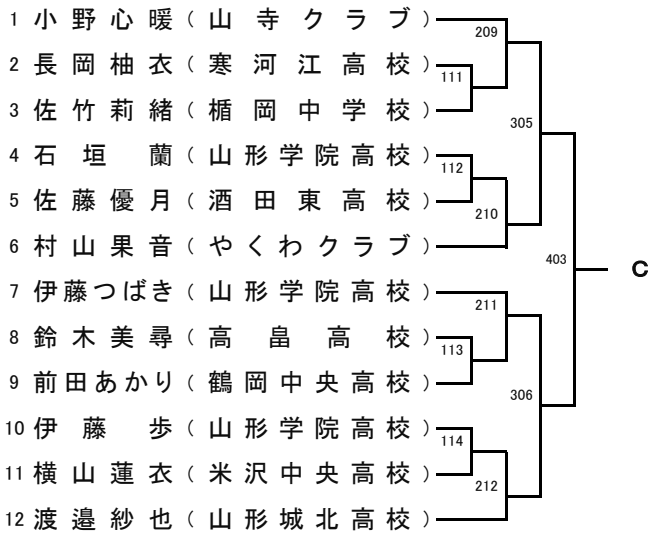 1 小野心暖 ( 山寺クラブ )
209
2 長岡柚衣 ( 寒河江高校 )
111
3 佐竹莉緒 ( 楯岡中学校 )
305
4 石垣蘭 ( 山形学院高校 )
112
5 佐藤優月 ( 酒田東高校 )
210
6 村山果音 ( やくわクラブ )
403
C
7 伊藤つばき ( 山形学院高校 )
211
8 鈴木美尋 ( 高畠高校 )
113
9 前田あかり ( 鶴岡中央高校 )
306
10 伊藤歩 ( 山形学院高校 )
114
11 横山蓮衣 ( 米沢中央高校 )
212
12 渡邉紗也 ( 山形城北高校 )